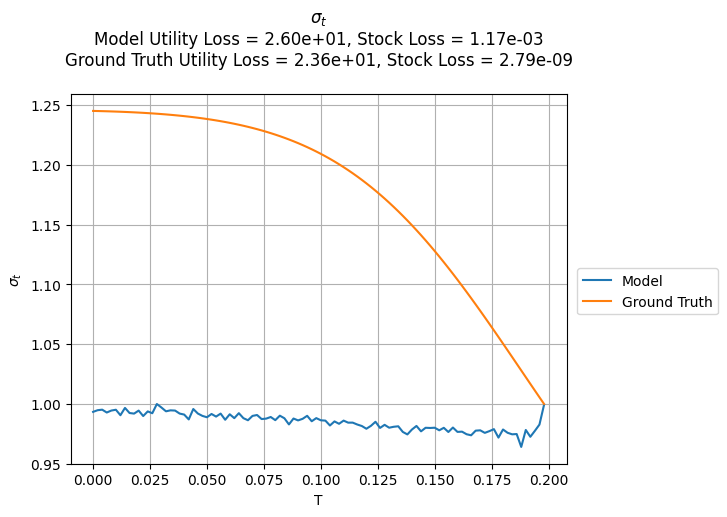 σt
Model Utility Loss = 2.60e+01, Stock Loss = 1.17e-03
Ground Truth Utility Loss = 2.36e+01, Stock Loss = 2.79e-09
1.25
1.20
1.15
1.10
1.05
1.00
0.95
σt
0.000
0.025
0.050
0.075
0.100
0.125
0.150
0.175
0.200
T
Model
Ground Truth